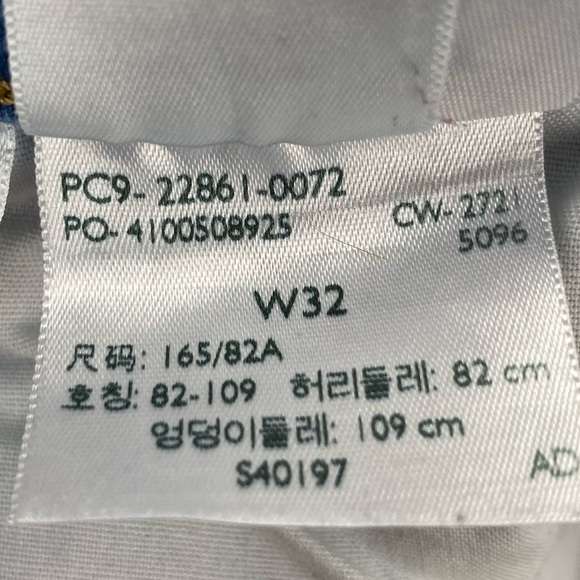 PC9-22861-0072
PO-4100508925 CW-2721
5096
W32
尺码: 165/82A
호칭: 82-109 허리둘레: 82 cm
엉덩이둘레: 109 cm
S40197
AD